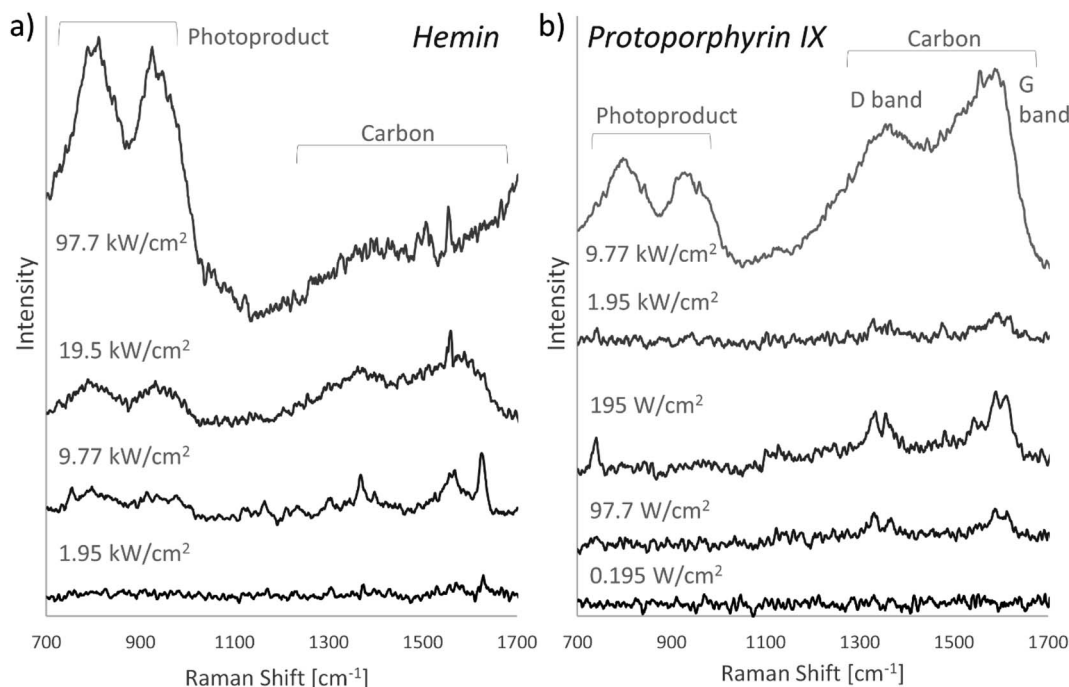 a)
Photoproduct
Hemin
Carbon
97.7 kW/cm²
19.5 kW/cm²
9.77 kW/cm²
1.95 kW/cm²
Intensity
700 900 1100 1300 1500 1700
Raman Shift [cm⁻¹]
b)
Protoporphyrin IX
Carbon
D band
G
band
Photoproduct
9.77 kW/cm²
1.95 kW/cm²
195 W/cm²
97.7 W/cm²
0.195 W/cm²
Intensity
700 900 1100 1300 1500 1700
Raman Shift [cm⁻¹]